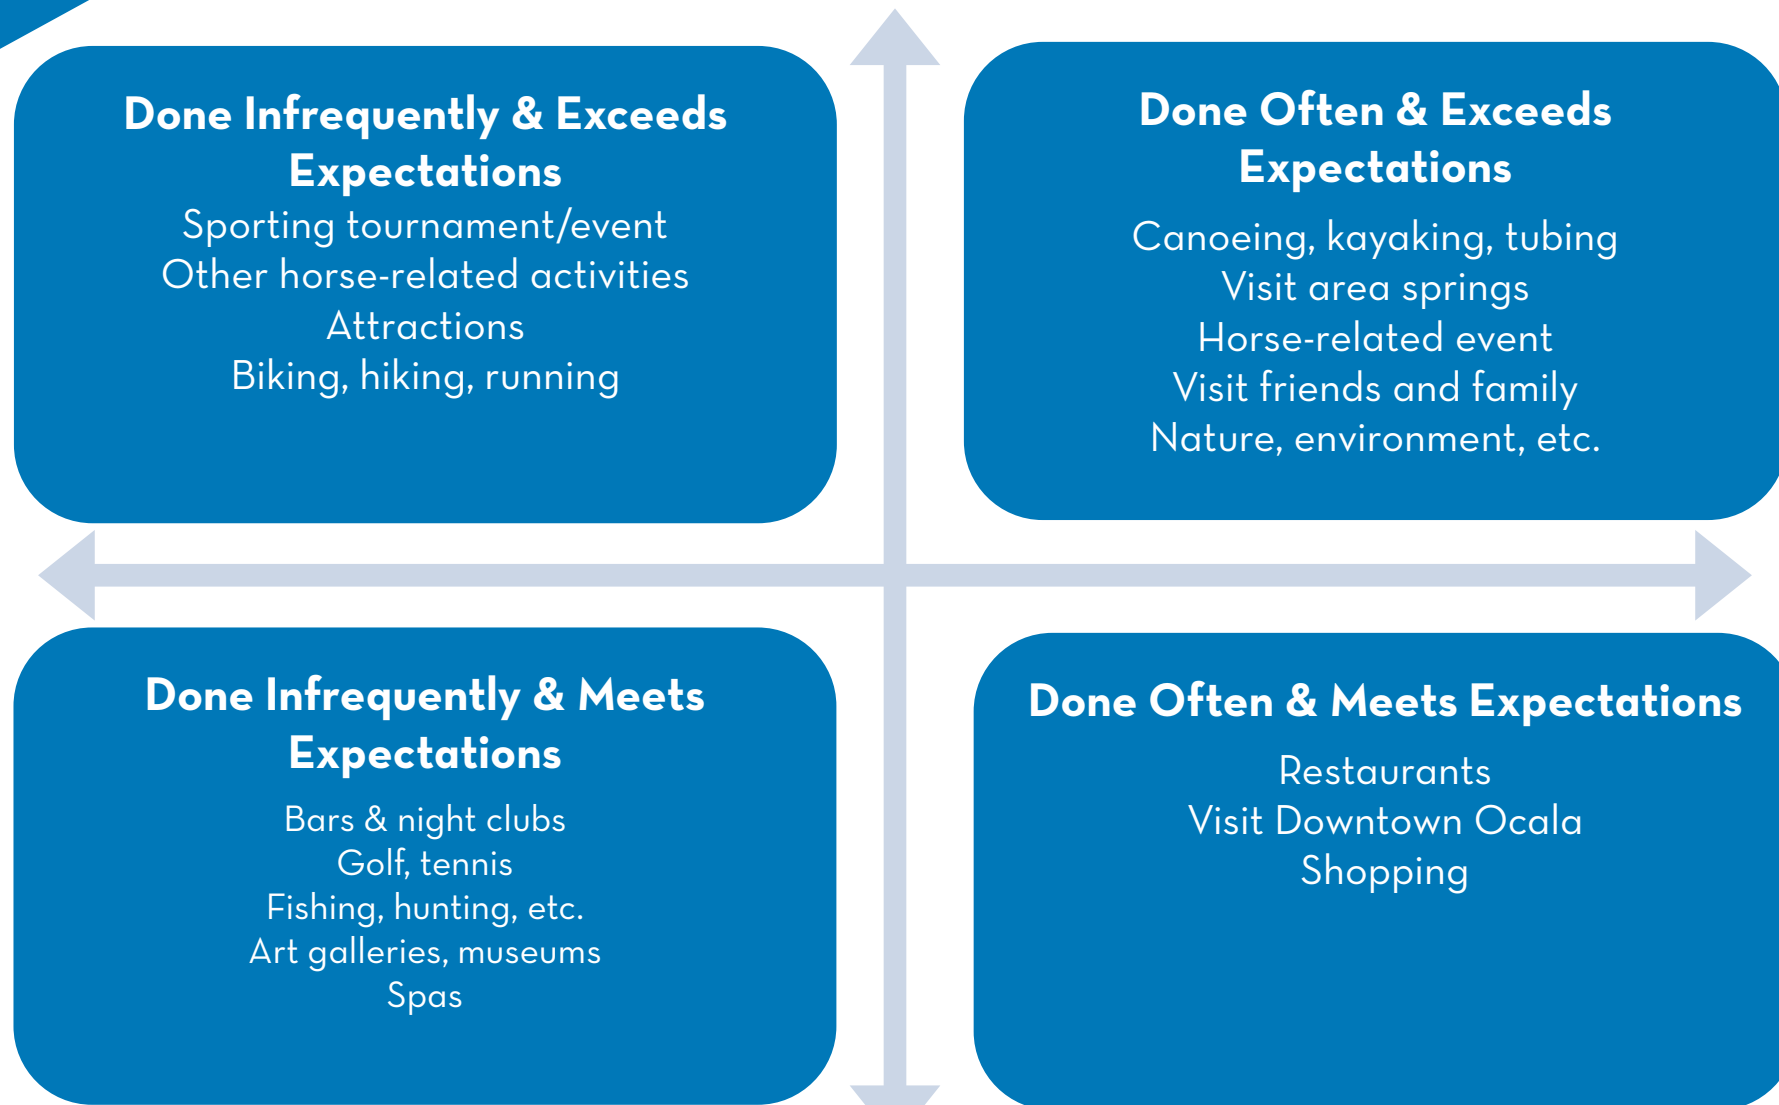 Done Infrequently & Exceeds
Expectations
Sporting tournament/event
Other horse-related activities
Attractions
Biking, hiking, running
Done Often & Exceeds
Expectations
Canoeing, kayaking, tubing
Visit area springs
Horse-related event
Visit friends and family
Nature, environment, etc.
Done Infrequently & Meets
Expectations
Bars & night clubs
Golf, tennis
Fishing, hunting, etc.
Art galleries, museums
Spas
Done Often & Meets Expectations
Restaurants
Visit Downtown Ocala
Shopping